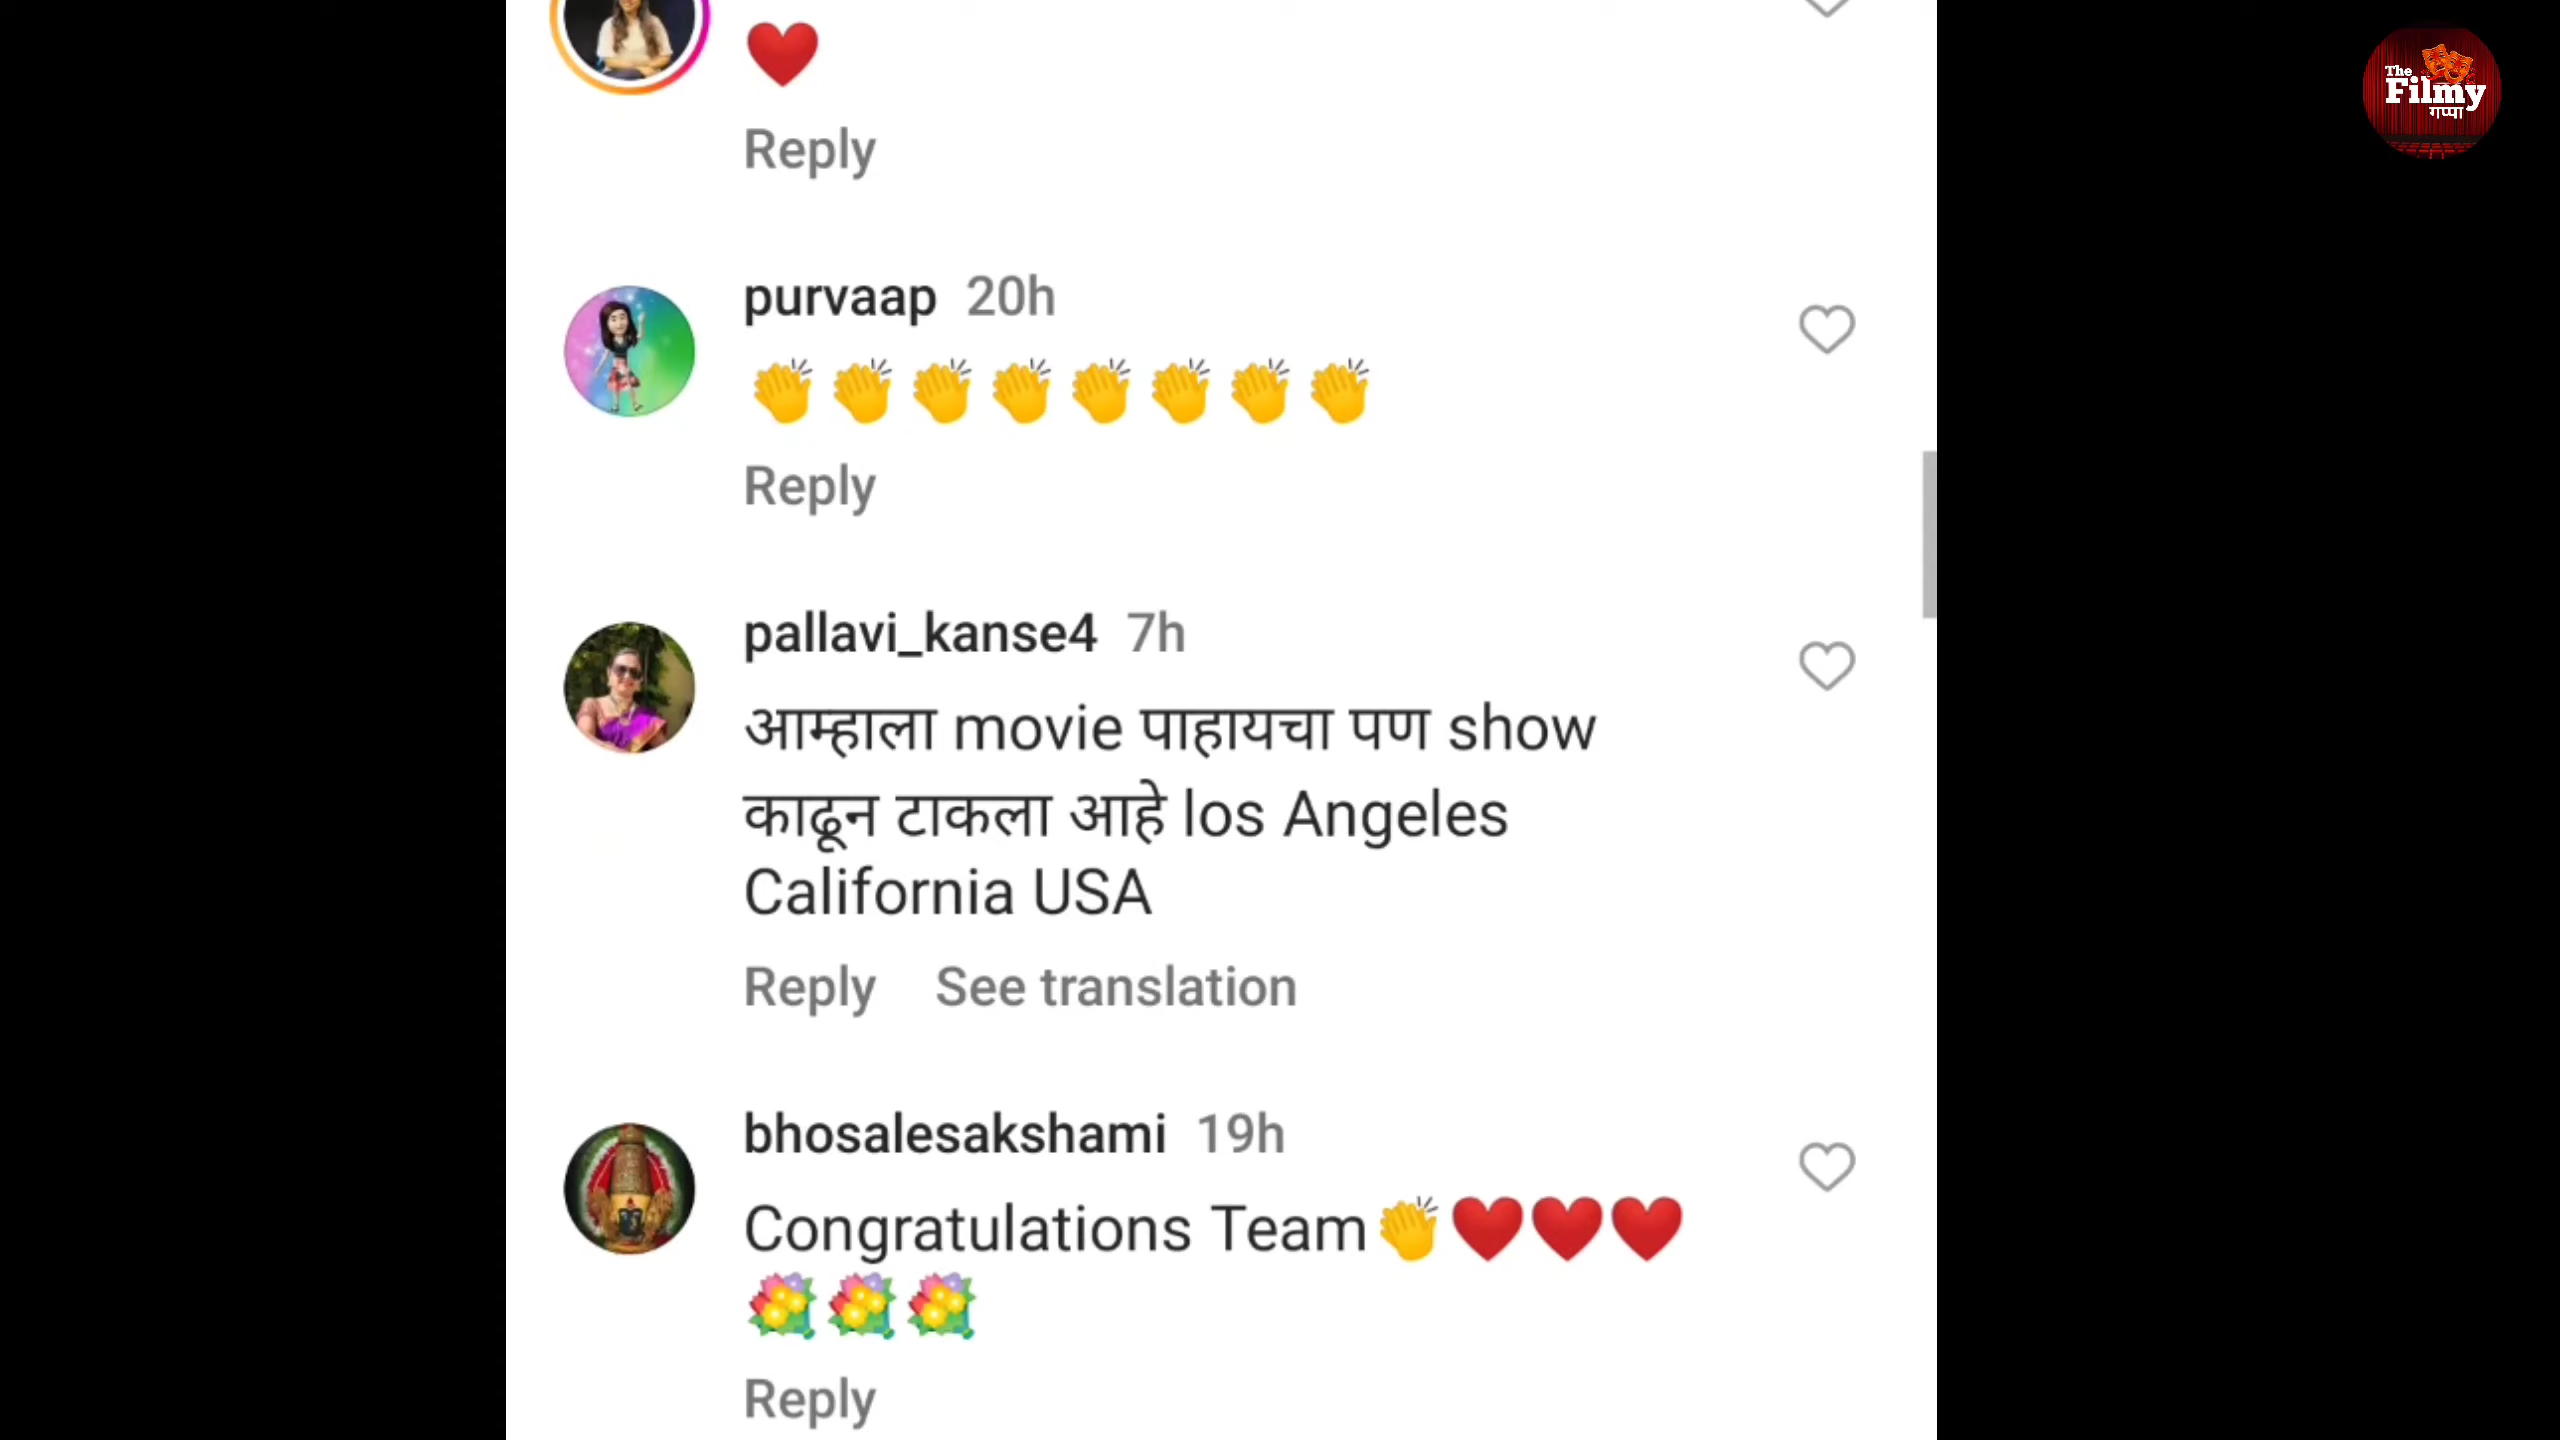 ❤️
Reply
purvaap 20h
👏👏👏👏👏👏👏👏
Reply
pallavi_kanse4 7h
आम्हाला movie पाहायचा पण show
काढून टाकला आहे los Angeles
California USA
Reply See translation
bhosalesakshami 19h
Congratulations Team👏❤️❤️❤️
💐💐💐
Reply
The
Filmy
गप्पा